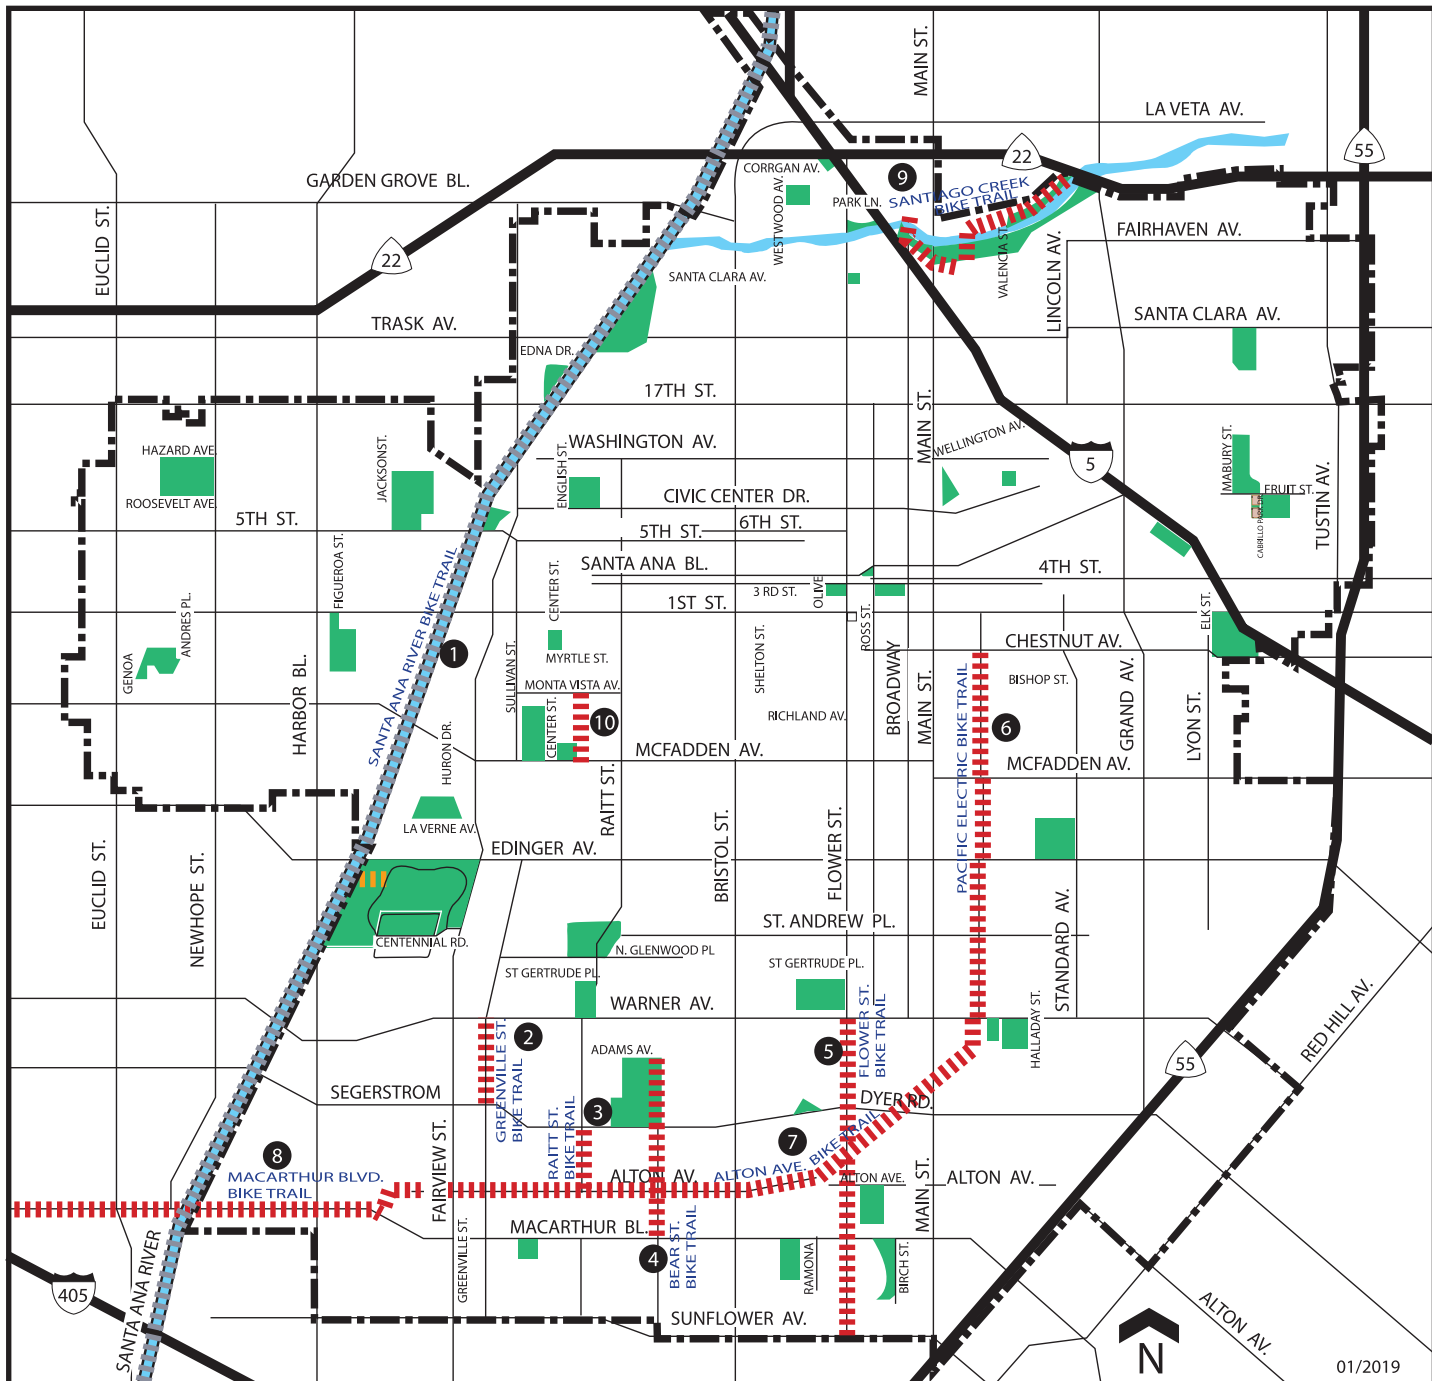 MAIN ST.
LA VETA AV.
55
22
CORRGAN AV.
9
GARDEN GROVE BL.
WESTWOOD AV.
PARK LN.
SANTIAGO CREEK
BIKE TRAIL
EUCLID ST.
22
VALENCIA ST.
LINCOLN AV.
FAIRHAVEN AV.
SANTA CLARA AV.
SANTA CLARA AV.
TRASK AV.
EDNA DR.
17TH ST.
MAIN ST.
WASHINGTON AV.
WELLINGTON AV.
HAZARD AVE.
JACKSONST.
ENGLISH ST.
5
MABURY ST.
FRUIT ST.
CABRILLO PARK DR.
TUSTIN AV.
ROOSEVELT AVE.
CIVIC CENTER DR.
5TH ST.
6TH ST.
5TH ST.
SANTA ANA BL.
4TH ST.
FIGUEROA ST.
CENTER ST.
3 RD ST.
OLIVE
1ST ST.
ROSS ST.
ELK ST.
CHESTNUT AV.
ANDRES PL.
GENOA
SANTA ANA RIVER BIKE TRAIL
1
SULLIVAN ST.
MYRTLE ST.
SHELTON ST.
BISHOP ST.
HARBOR BL.
MONTA VISTA AV.
CENTER ST.
10
RICHLAND AV.
BROADWAY
MAIN ST.
PACIFIC ELECTRIC BIKE TRAIL
6
GRAND AV.
LYON ST.
HURON DR.
MCFADDEN AV.
MCFADDEN AV.
RAITT ST.
LA VERNE AV.
EDINGER AV.
EUCLID ST.
NEWHOPE ST.
BRISTOL ST.
FLOWER ST.
CENTENNIAL RD.
ST. ANDREW PL.
STANDARD AV.
N. GLENWOOD PL
ST GERTRUDE PL.
ST GERTRUDE PL.
WARNER AV.
HALLADAY ST.
RED HILL AV.
GREENVILLE ST.
BIKE TRAIL
2
ADAMS AV.
5
FLOWER ST.
BIKE TRAIL
55
SEGERSTROM
DYER RD.
3
RAITT ST.
BIKE TRAIL
7
8
MACARTHUR BLVD.
BIKE TRAIL
FAIRVIEW ST.
ALTON AV.
ALTON AVE. BIKE TRAIL
ALTON AVE.
ALTON AV.
MAIN ST.
MACARTHUR BL.
GREENVILLE ST.
4
BEAR ST.
BIKE TRAIL
RAMONA
BIRCH ST.
SANTA ANA RIVER
405
SUNFLOWER AV.
ALTON AV.
N
01/2019